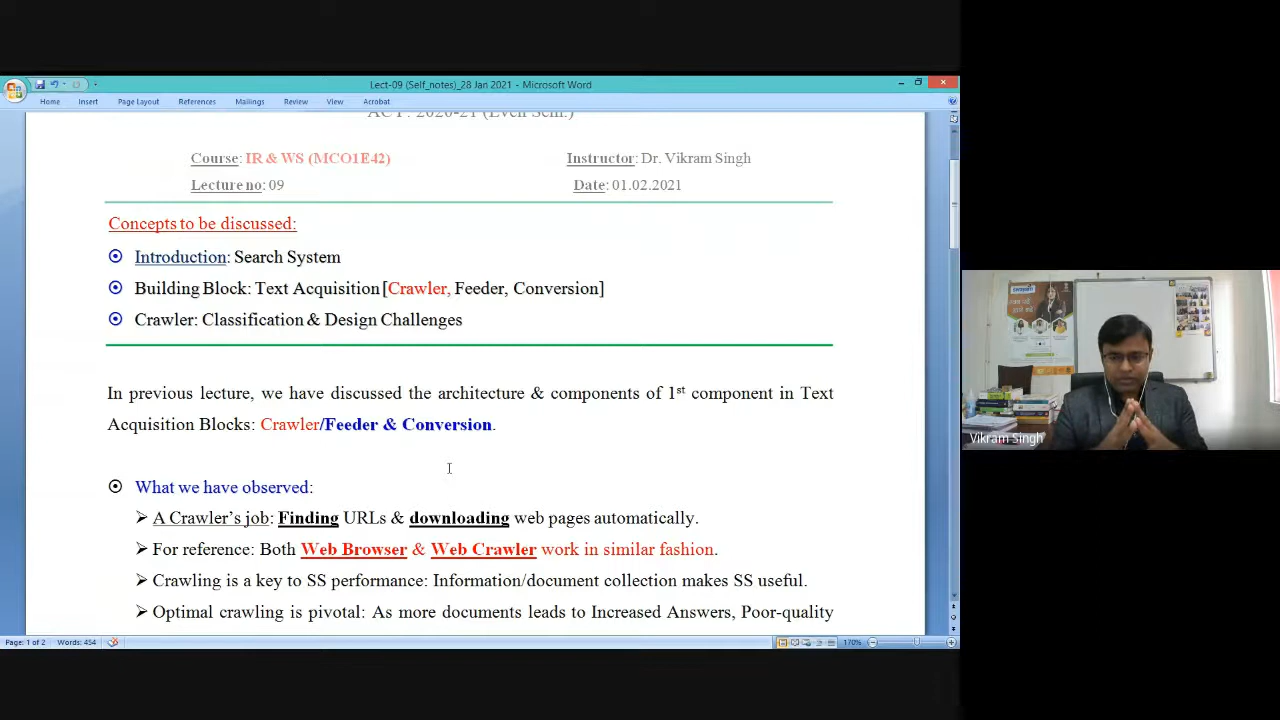 Lect-09 (Self_notes)_28 Jan 2021 - Microsoft Word
Home Insert Page Layout References Mailings Review View Acrobat
ACY: 2020-21 (Even Sem.)
Course: IR & WS (MCO1E42) Instructor: Dr. Vikram Singh
Lecture no: 09 Date: 01.02.2021
Concepts to be discussed:
Introduction: Search System
Building Block: Text Acquisition [Crawler, Feeder, Conversion]
Crawler: Classification & Design Challenges
In previous lecture, we have discussed the architecture & components of 1st component in Text
Acquisition Blocks: Crawler/Feeder & Conversion.
What we have observed:
➢ A Crawler's job: Finding URLs & downloading web pages automatically.
➢ For reference: Both Web Browser & Web Crawler work in similar fashion.
➢ Crawling is a key to SS performance: Information/document collection makes SS useful.
➢ Optimal crawling is pivotal: As more documents leads to Increased Answers, Poor-quality
Page: 1 of 2 Words: 454 170%
Vikram Singh